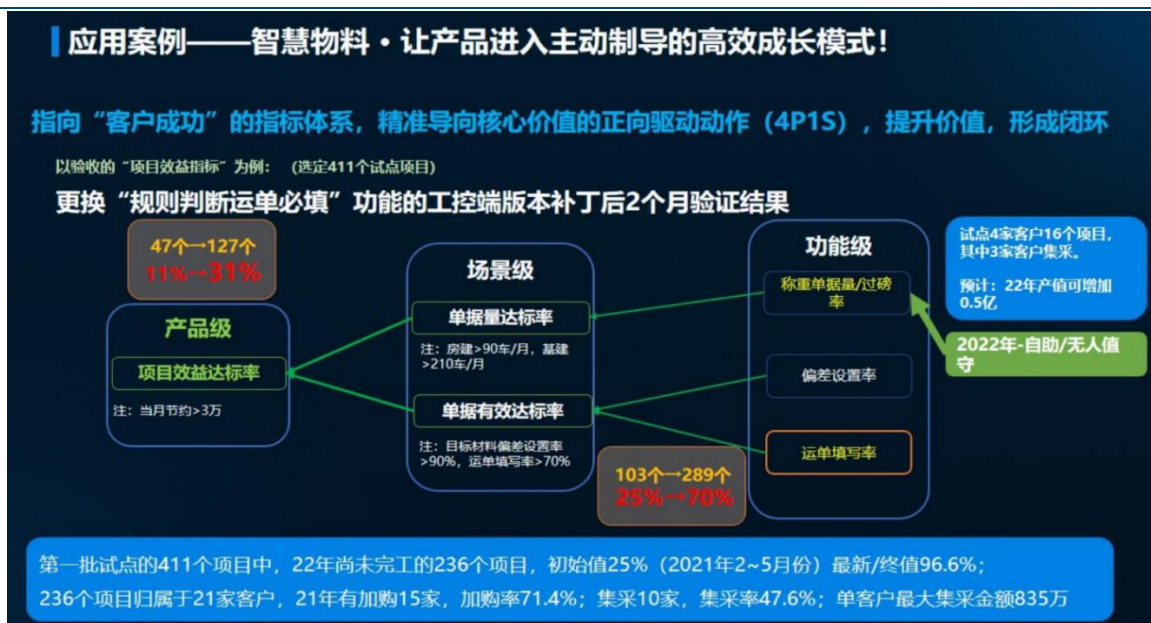 应用案例——智慧物料·让产品进入主动制导的高效成长模式!
指向“客户成功”的指标体系，精准导向核心价值的正向驱动动作（4P1S），提升价值，形成闭环
以验收的“项目效益指标”为例：（选定411个试点项目）
更换“规则判断运单必填”功能的工控端版本补丁后2个月验证结果
47个→127个
11%→31%
产品级
项目效益达标率
注：当月节约>3万
场景级
单据量达标率
注：房建>90车/月，基建
>210车/月
单据有效达标率
注：目标材料偏差设置率
>90%，运单填写率>70%
103个→289个
25%→70%
功能级
称重单据量/过磅
率
偏差设置率
运单填写率
试点4家客户16个项目，
其中3家客户集采。
预计：22年产值可增加
0.5亿
2022年-自助/无人值
守
第一批试点的411个项目中，22年尚未完工的236个项目，初始值25%（2021年2~5月份）最新/终值96.6%；
236个项目归属于21家客户，21年有加购15家，加购率71.4%；集采10家，集采率47.6%；单客户最大集采金额835万